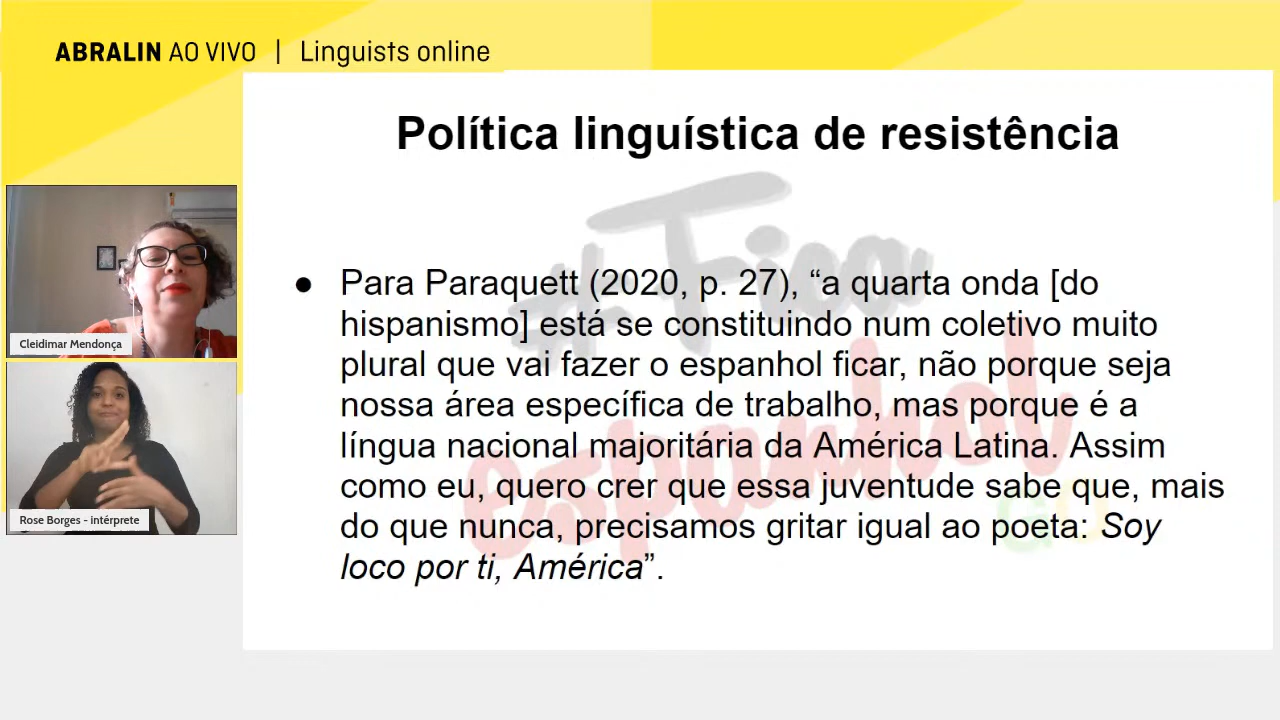 ABRALIN AO VIVO | Linguists online
Política linguística de resistência
#Fica
espanhol
GO
● Para Paraquett (2020, p. 27), “a quarta onda [do
hispanismo] está se constituindo num coletivo muito
plural que vai fazer o espanhol ficar, não porque seja
nossa área específica de trabalho, mas porque é a
língua nacional majoritária da América Latina. Assim
como eu, quero crer que essa juventude sabe que, mais
do que nunca, precisamos gritar igual ao poeta: Soy
loco por ti, América”.
Cleidimar Mendonça
Rose Borges - intérprete